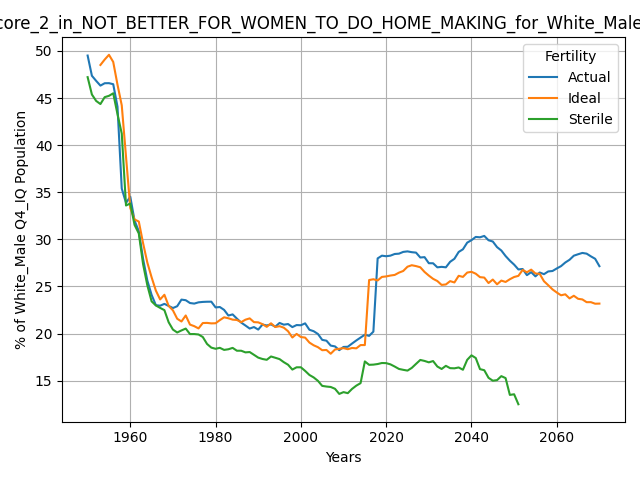 core_2_in_NOT_BETTER_FOR_WOMEN_TO_DO_HOME_MAKING_for_White_Male
Fertility
Actual
Ideal
Sterile
% of White_Male Q4_IQ Population
50
45
40
35
30
25
20
15
1960
1980
2000
2020
2040
2060
Years